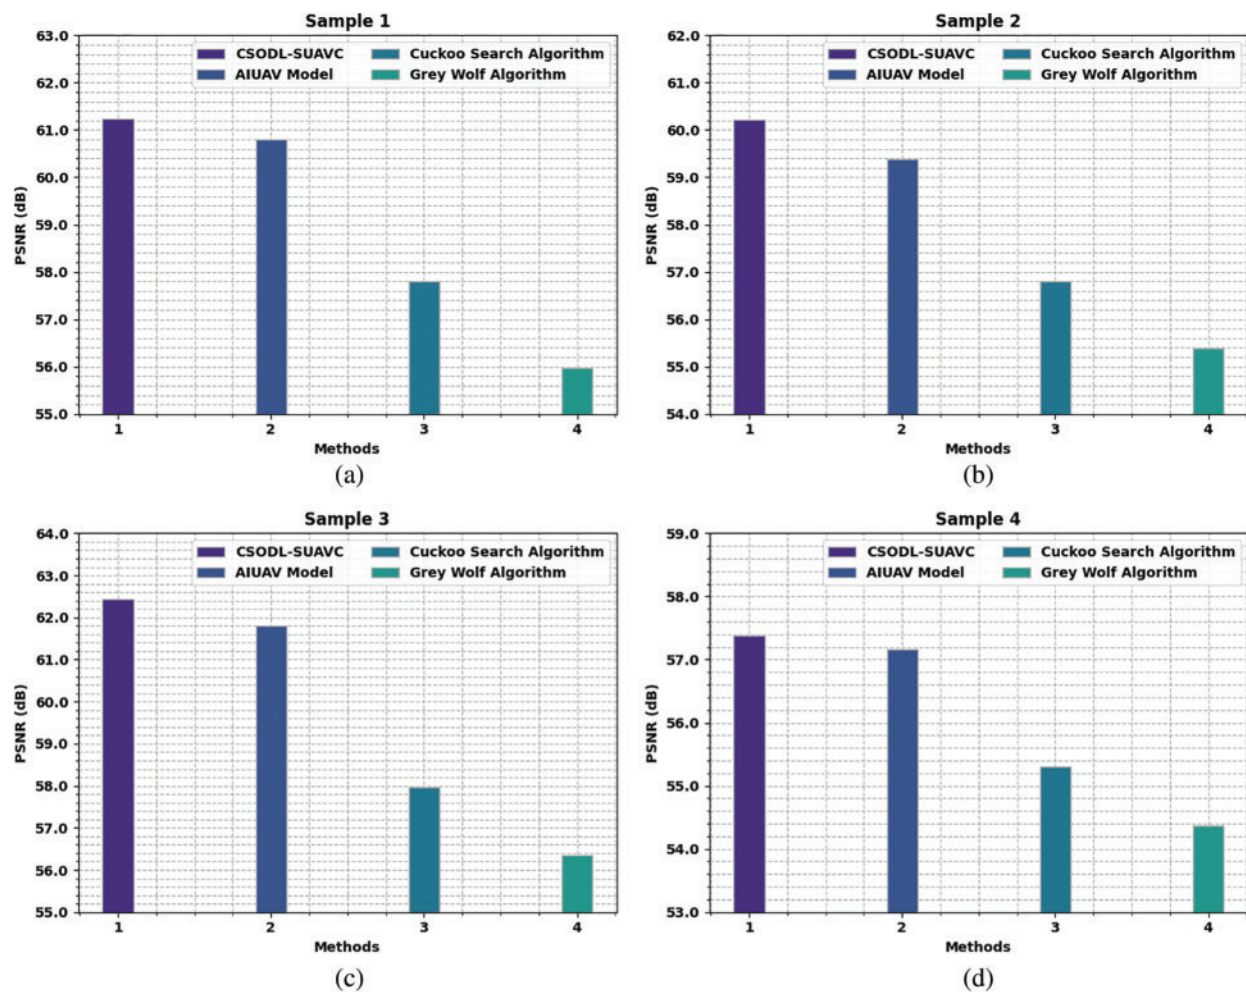 Sample 1
63.0
62.0
61.0
60.0
59.0
58.0
57.0
56.0
55.0
PSNR (dB)
CSODL-SUAVC
Cuckoo Search Algorithm
AIUAV Model
Grey Wolf Algorithm
1 2 3 4
Methods
(a)
Sample 2
62.0
61.0
60.0
59.0
58.0
57.0
56.0
55.0
54.0
PSNR (dB)
CSODL-SUAVC
Cuckoo Search Algorithm
AIUAV Model
Grey Wolf Algorithm
1 2 3 4
Methods
(b)
Sample 3
64.0
63.0
62.0
61.0
60.0
59.0
58.0
57.0
56.0
55.0
PSNR (dB)
CSODL-SUAVC
Cuckoo Search Algorithm
AIUAV Model
Grey Wolf Algorithm
1 2 3 4
Methods
(c)
Sample 4
59.0
58.0
57.0
56.0
55.0
54.0
53.0
PSNR (dB)
CSODL-SUAVC
Cuckoo Search Algorithm
AIUAV Model
Grey Wolf Algorithm
1 2 3 4
Methods
(d)